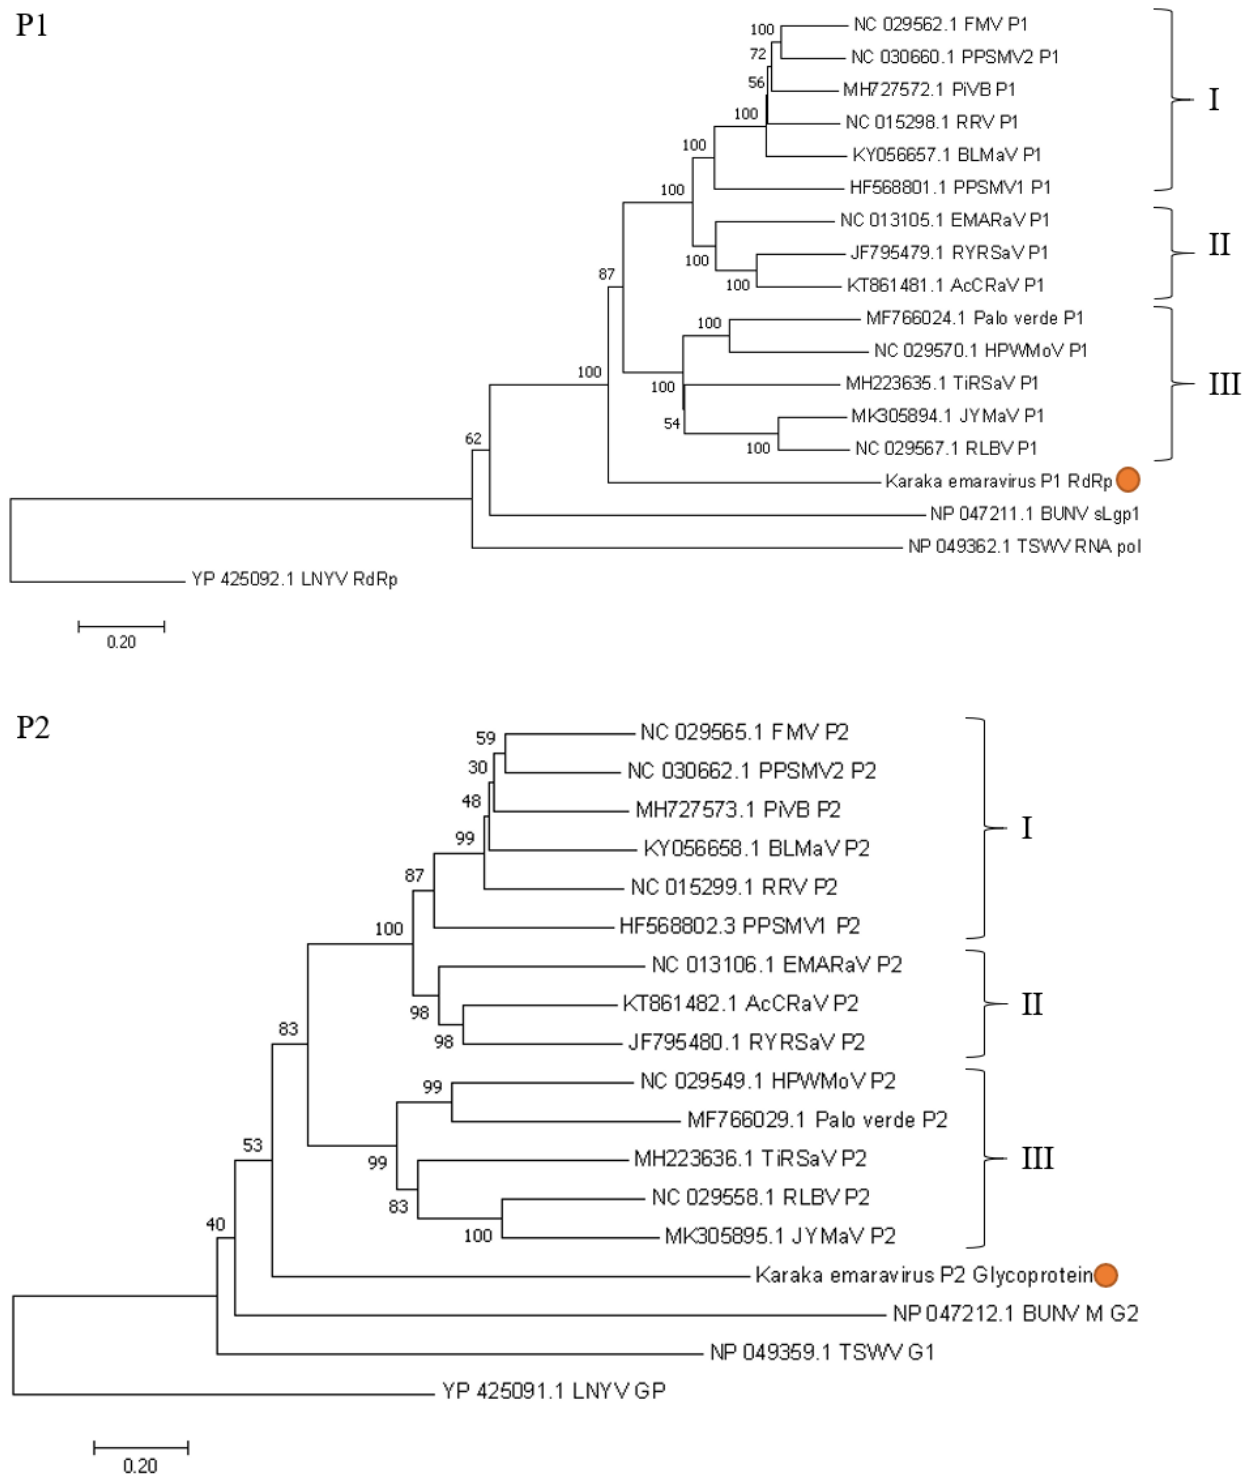 P1
100
NC 029562.1 FMV P1
72
NC 030660.1 PPSMV2 P1
56
MH727572.1 PiVB P1
I
100
NC 015298.1 RRV P1
100
KY056657.1 BLMaV P1
100
HF568801.1 PPSMV1 P1
NC 013105.1 EMARaV P1
100
JF795479.1 RYRSaV P1
II
100
KT861481.1 AcCRaV P1
87
100
MF766024.1 Palo verde P1
NC 029570.1 HPWMoV P1
100
100
MH223635.1 TiRSaV P1
III
54
MK305894.1 JYMaV P1
100
NC 029567.1 RLBV P1
62
Karaka emaravirus P1 RdRp
NP 047211.1 BUNV sLgp1
NP 049362.1 TSWV RNA pol
YP 425092.1 LNYV RdRp
0.20
P2
59
NC 029565.1 FMV P2
30
NC 030662.1 PPSMV2 P2
48
MH727573.1 PiVB P2
I
99
KY056658.1 BLMaV P2
87
NC 015299.1 RRV P2
100
HF568802.3 PPSMV1 P2
NC 013106.1 EMARaV P2
98
KT861482.1 AcCRaV P2
II
98
JF795480.1 RYRSaV P2
83
99
NC 029549.1 HPWMoV P2
MF766029.1 Palo verde P2
53
99
MH223636.1 TiRSaV P2
III
83
NC 029558.1 RLBV P2
100
MK305895.1 JYMaV P2
40
Karaka emaravirus P2 Glycoprotein
NP 047212.1 BUNV M G2
NP 049359.1 TSWV G1
YP 425091.1 LNYV GP
0.20